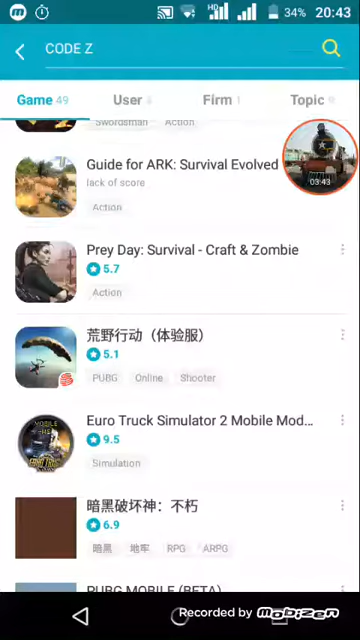 34% 20:43
CODE Z
Game 49 User Firm 1 Topic
Swordsman Action
Guide for ARK: Survival Evolved
lack of score
Action
03:43
Prey Day: Survival - Craft & Zombie
5.7
Action
荒野行动（体验服）
5.1
PUBG Online Shooter
Euro Truck Simulator 2 Mobile Mod...
9.5
Simulation
暗黑破坏神：不朽
6.9
暗黑 地牢 RPG ARPG
PUBG MOBILE (BETA)
Recorded by mobizen